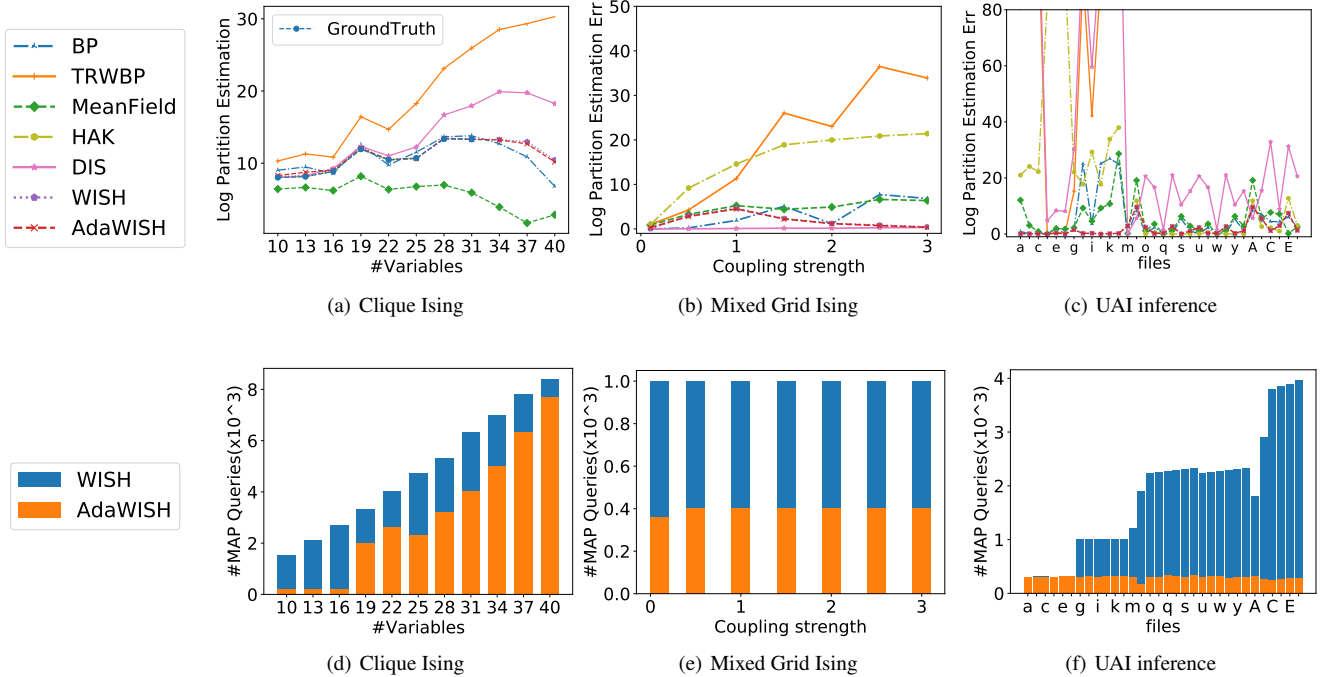 BP
TRWBP
MeanField
HAK
DIS
WISH
AdaWISH
Log Partition Estimation
30
20
10
GroundTruth
10 13 16 19 22 25 28 31 34 37 40
#Variables
(a) Clique Ising
Log Partition Estimation Err
50
40
30
20
10
0
0 1 2 3
Coupling strength
(b) Mixed Grid Ising
Log Partition Estimation Err
80
60
40
20
0
a c e g i k m o q s u w y A C E
files
(c) UAI inference
WISH
AdaWISH
#MAP Queries(x10^3)
8
6
4
2
0
10 13 16 19 22 25 28 31 34 37 40
#Variables
(d) Clique Ising
#MAP Queries(x10^3)
1.0
0.8
0.6
0.4
0.2
0.0
0 1 2 3
Coupling strength
(e) Mixed Grid Ising
#MAP Queries(x10^3)
4
3
2
1
0
a c e g i k m o q s u w y A C E
files
(f) UAI inference